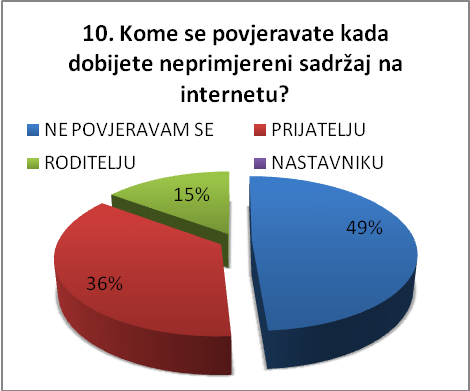 10. Kome se povjeravate kada
dobijete neprimjereni sadržaj na
internetu?
NE POVJERAVAM SE
PRIJATELJU
RODITELJU
NASTAVNIKU
15%
49%
36%